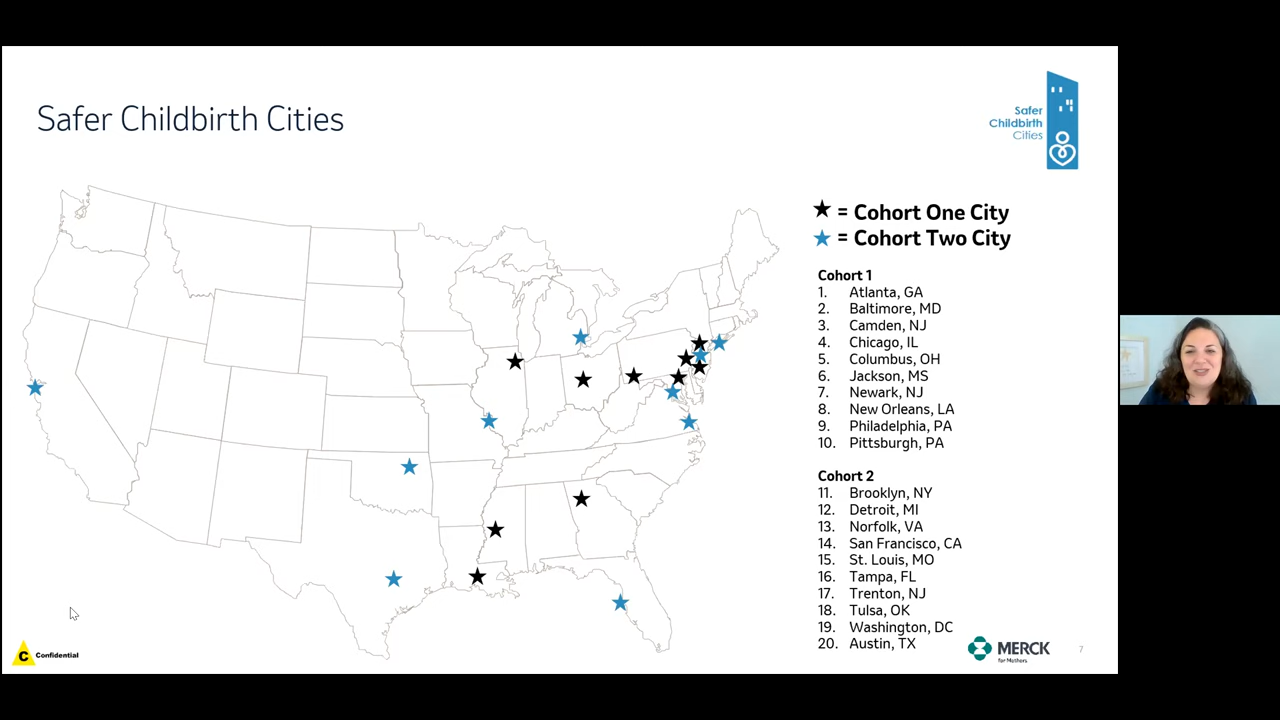 Safer Childbirth Cities
Safer
Childbirth
Cities
= Cohort One City
= Cohort Two City
Cohort 1
1. Atlanta, GA
2. Baltimore, MD
3. Camden, NJ
4. Chicago, IL
5. Columbus, OH
6. Jackson, MS
7. Newark, NJ
8. New Orleans, LA
9. Philadelphia, PA
10. Pittsburgh, PA
Cohort 2
11. Brooklyn, NY
12. Detroit, MI
13. Norfolk, VA
14. San Francisco, CA
15. St. Louis, MO
16. Tampa, FL
17. Trenton, NJ
18. Tulsa, OK
19. Washington, DC
20. Austin, TX
C Confidential
MERCK
for Mothers
7